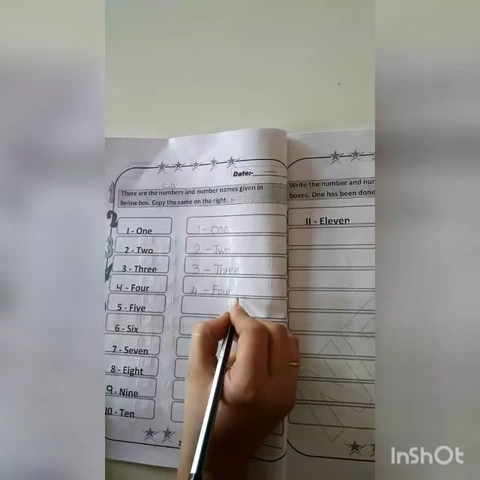 Date:-
There are the numbers and number names given in
below box. Copy the same on the right :-
1 - One
1 - One
2 - Two
2 - Two
3 - Three
3 - Three
4 - Four
4 - Four
5 - Five
6 - Six
7 - Seven
8 - Eight
9 - Nine
10 - Ten
Write the number and
boxes. One has been done
11 - Eleven
InShOt